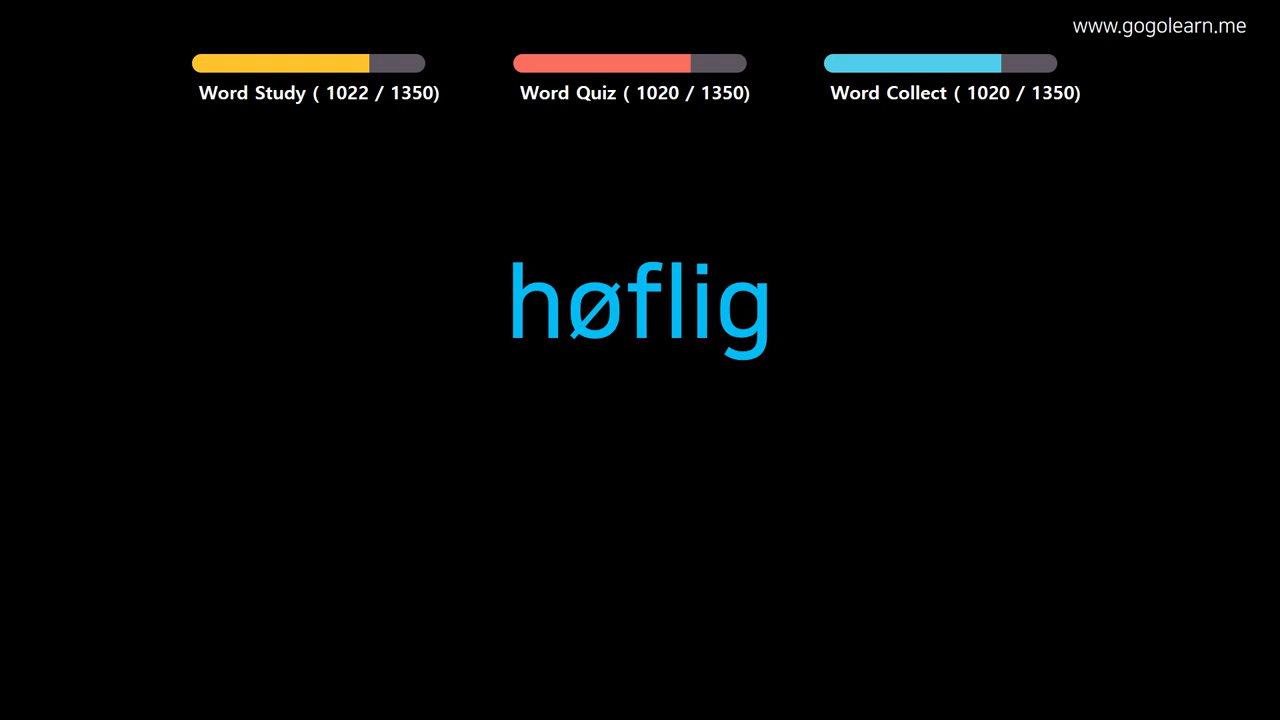 www.gogolearn.me
Word Study ( 1022 / 1350)
Word Quiz ( 1020 / 1350)
Word Collect ( 1020 / 1350)
høflig